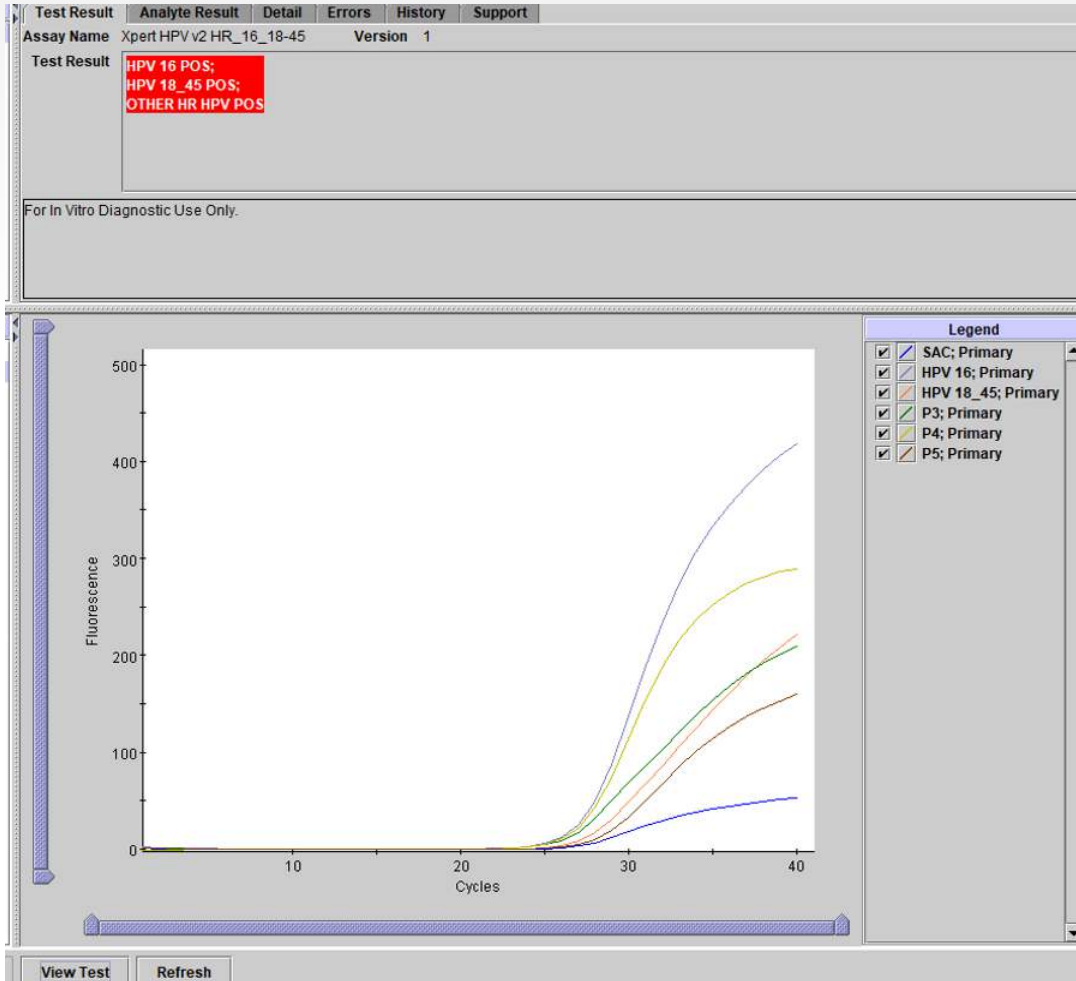 Test Result Analyte Result Detail Errors History Support
Assay Name Xpert HPV v2 HR_16_18-45 Version 1
Test Result
HPV 16 POS;
HPV 18_45 POS;
OTHER HR HPV POS
For In Vitro Diagnostic Use Only.
500
400
300
200
100
0
Fluorescence
10 20 30 40
Cycles
Legend
SAC; Primary
HPV 16; Primary
HPV 18_45; Primary
P3; Primary
P4; Primary
P5; Primary
View Test Refresh